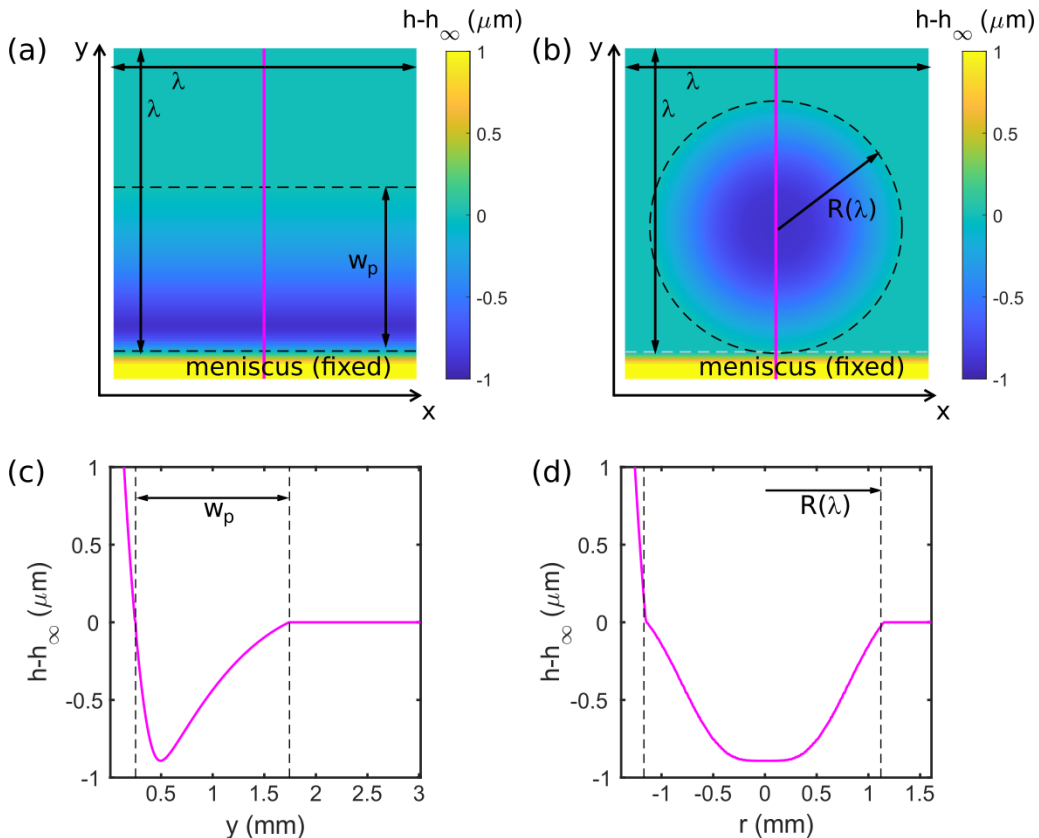 (a)
h-h∞ (μm)
y
λ
λ
wp
meniscus (fixed)
x
1
0.5
0
-0.5
-1
(b)
h-h∞ (μm)
y
λ
λ
R(λ)
meniscus (fixed)
x
1
0.5
0
-0.5
-1
(c)
h-h∞ (μm)
1
0.5
0
-0.5
-1
wp
0.5 1 1.5 2 2.5 3
y (mm)
(d)
h-h∞ (μm)
1
0.5
0
-0.5
-1
R(λ)
-1 -0.5 0 0.5 1 1.5
r (mm)